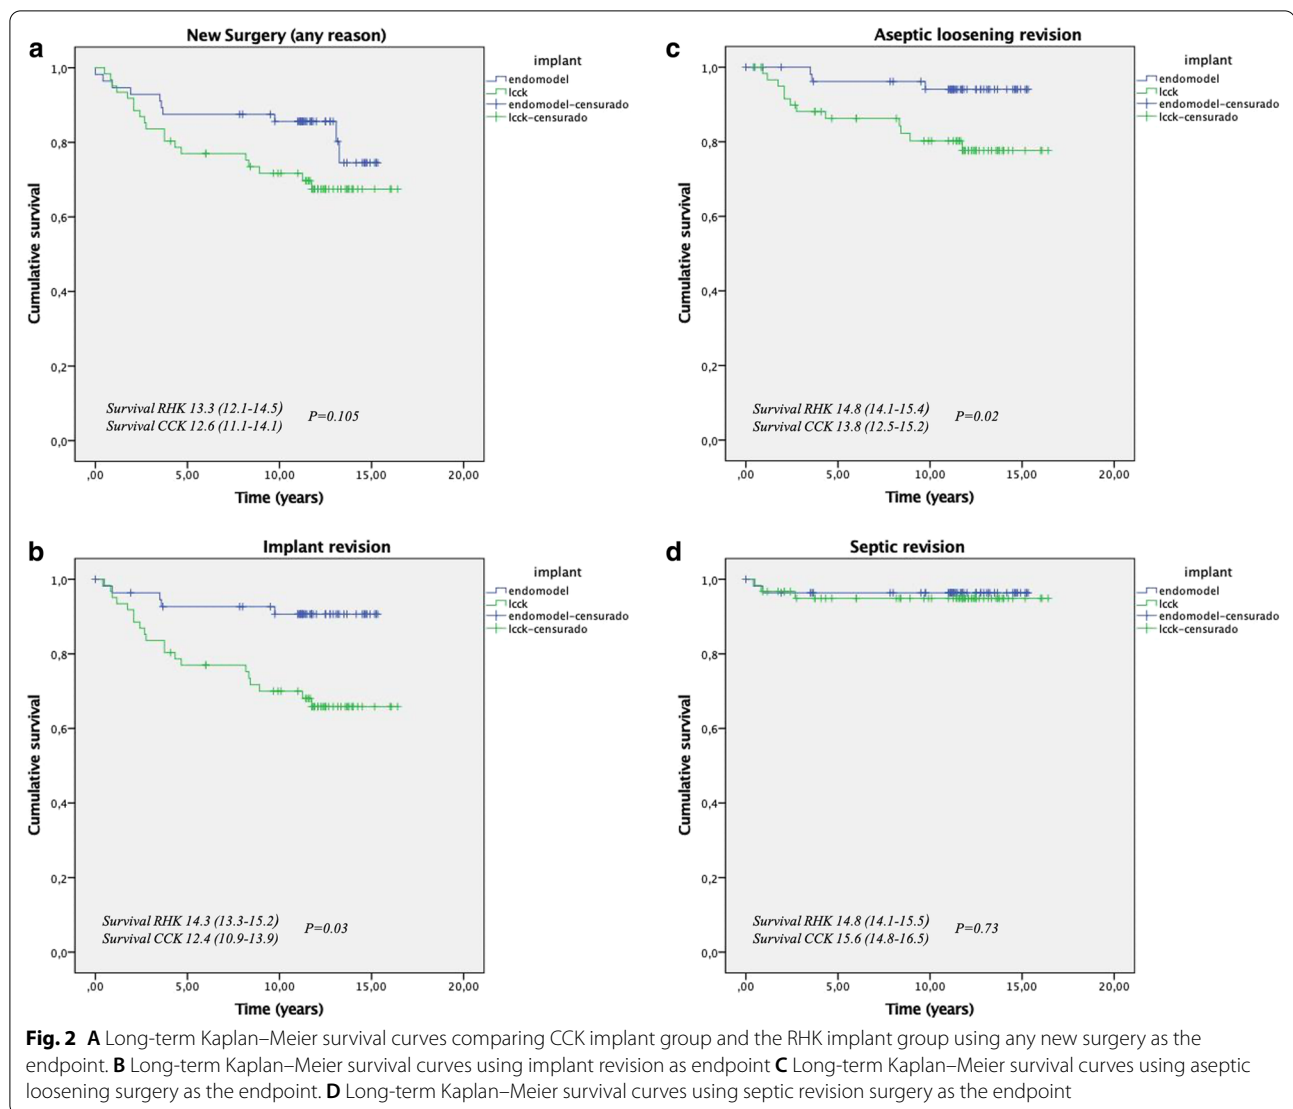 a
New Surgery (any reason)
Cumulative survival
1,0
0,8
0,6
0,4
0,2
0,0
,00
5,00
10,00
15,00
20,00
Time (years)
implant
endomodel
lcck
endomodel-censurado
lcck-censurado
Survival RHK 13.3 (12.1-14.5)
Survival CCK 12.6 (11.1-14.1)
P=0.105
c
Aseptic loosening revision
Cumulative survival
1,0
0,8
0,6
0,4
0,2
0,0
,00
5,00
10,00
15,00
20,00
Time (years)
implant
endomodel
lcck
endomodel-censurado
lcck-censurado
Survival RHK 14.8 (14.1-15.4)
Survival CCK 13.8 (12.5-15.2)
P=0.02
b
Implant revision
Cumulative survival
1,0
0,8
0,6
0,4
0,2
0,0
,00
5,00
10,00
15,00
20,00
Time (years)
implant
endomodel
lcck
endomodel-censurado
lcck-censurado
Survival RHK 14.3 (13.3-15.2)
Survival CCK 12.4 (10.9-13.9)
P=0.03
d
Septic revision
Cumulative survival
1,0
0,8
0,6
0,4
0,2
0,0
,00
5,00
10,00
15,00
20,00
Time (years)
implant
endomodel
lcck
endomodel-censurado
lcck-censurado
Survival RHK 14.8 (14.1-15.5)
Survival CCK 15.6 (14.8-16.5)
P=0.73
Fig. 2 A Long-term Kaplan–Meier survival curves comparing CCK implant group and the RHK implant group using any new surgery as the
endpoint. B Long-term Kaplan–Meier survival curves using implant revision as endpoint C Long-term Kaplan–Meier survival curves using aseptic
loosening surgery as the endpoint. D Long-term Kaplan–Meier survival curves using septic revision surgery as the endpoint